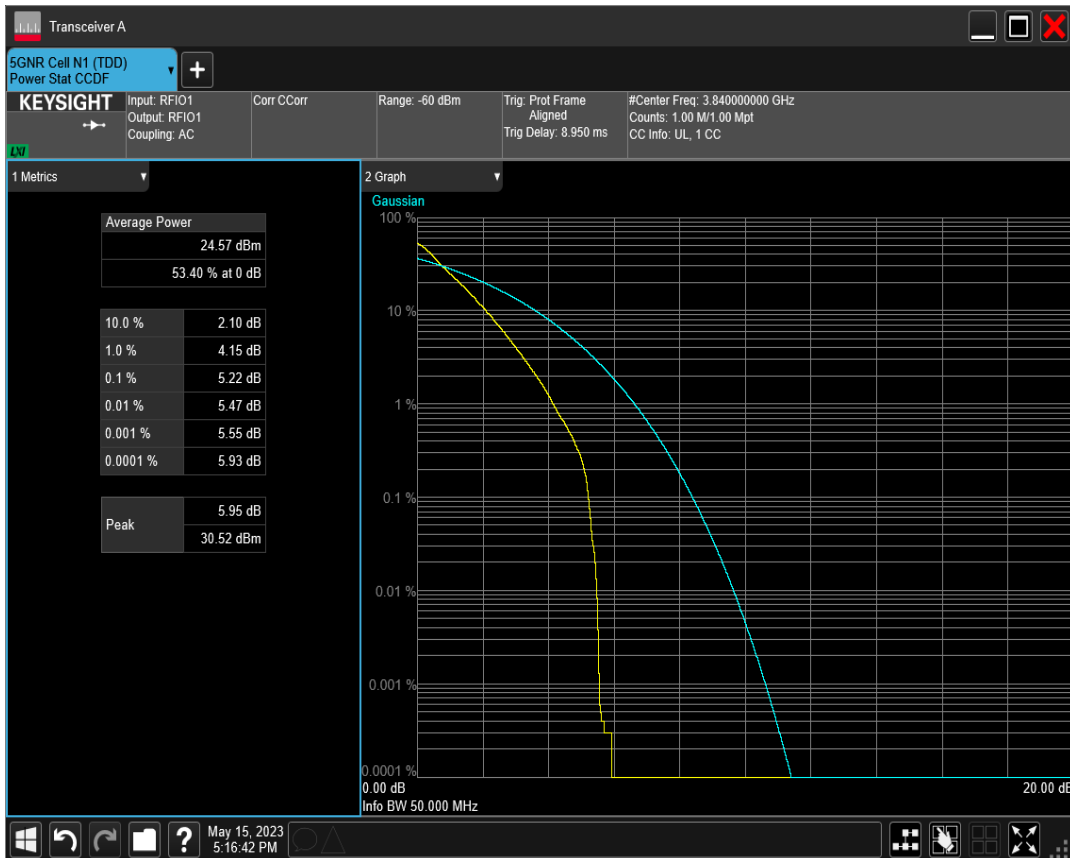 Transceiver A
5GNR Cell N1 (TDD)
Power Stat CCDF
+
KEYSIGHT
LXI
Input: RFIO1
Output: RFIO1
Coupling: AC
Corr CCorr
Range: -60 dBm
Trig: Prot Frame
Aligned
Trig Delay: 8.950 ms
#Center Freq: 3.840000000 GHz
Counts: 1.00 M/1.00 Mpt
CC Info: UL, 1 CC
1 Metrics
Average Power
24.57 dBm
53.40 % at 0 dB
10.0 % 2.10 dB
1.0 % 4.15 dB
0.1 % 5.22 dB
0.01 % 5.47 dB
0.001 % 5.55 dB
0.0001 % 5.93 dB
Peak 5.95 dB
30.52 dBm
2 Graph
Gaussian
100 %
10 %
1 %
0.1 %
0.01 %
0.001 %
0.0001 %
0.00 dB 20.00 dB
Info BW 50.000 MHz
?
May 15, 2023
5:16:42 PM